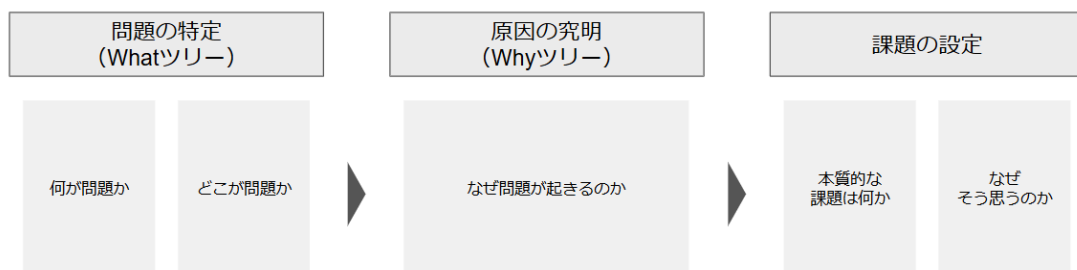 問題の特定
（Whatツリー）
原因の究明
（Whyツリー）
課題の設定
何が問題か
どこが問題か
なぜ問題が起きるのか
本質的な
課題は何か
なぜ
そう思うのか